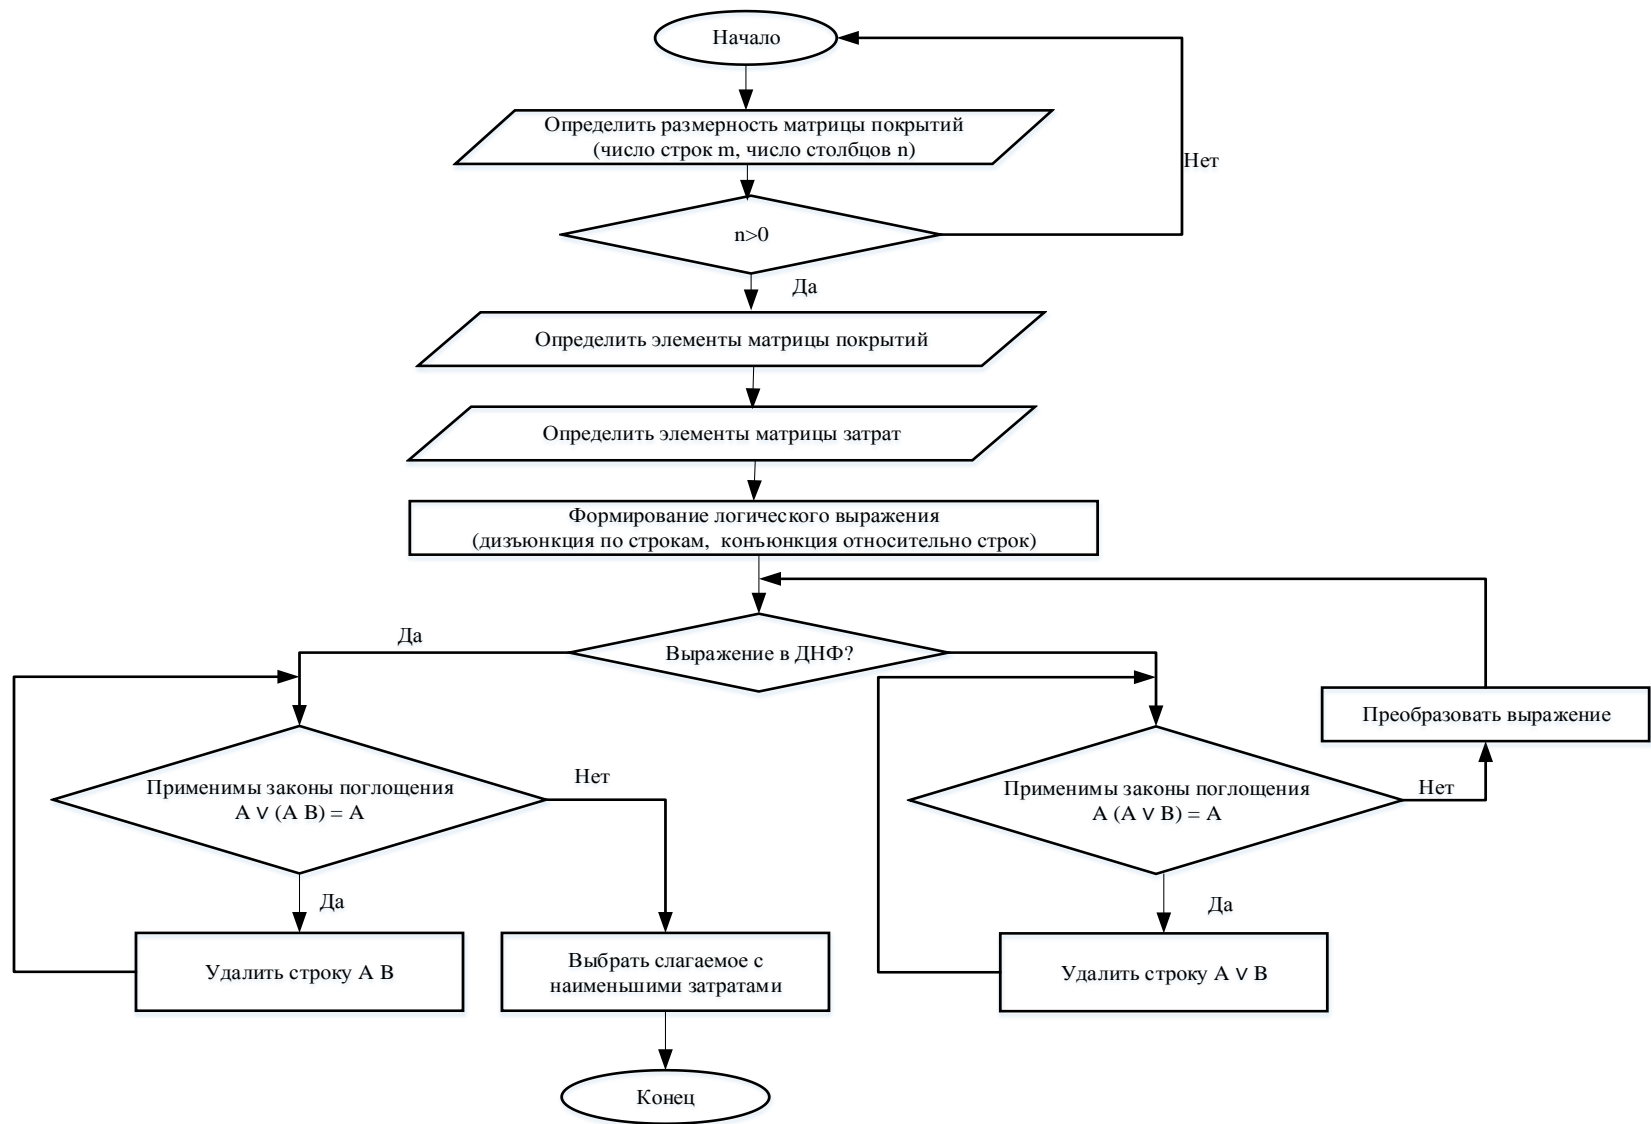 Начало
Определить размерность матрицы покрытий
(число строк m, число столбцов n)
Нет
n>0
Да
Определить элементы матрицы покрытий
Определить элементы матрицы затрат
Формирование логического выражения
(дизъюнкция по строкам, конъюнкция относительно строк)
Да
Выражение в ДНФ?
Преобразовать выражение
Применимы законы поглощения
A ∨ (A B) = A
Нет
Применимы законы поглощения
A (A ∨ B) = A
Нет
Да
Да
Удалить строку A B
Выбрать слагаемое с
наименьшими затратами
Удалить строку A ∨ B
Конец